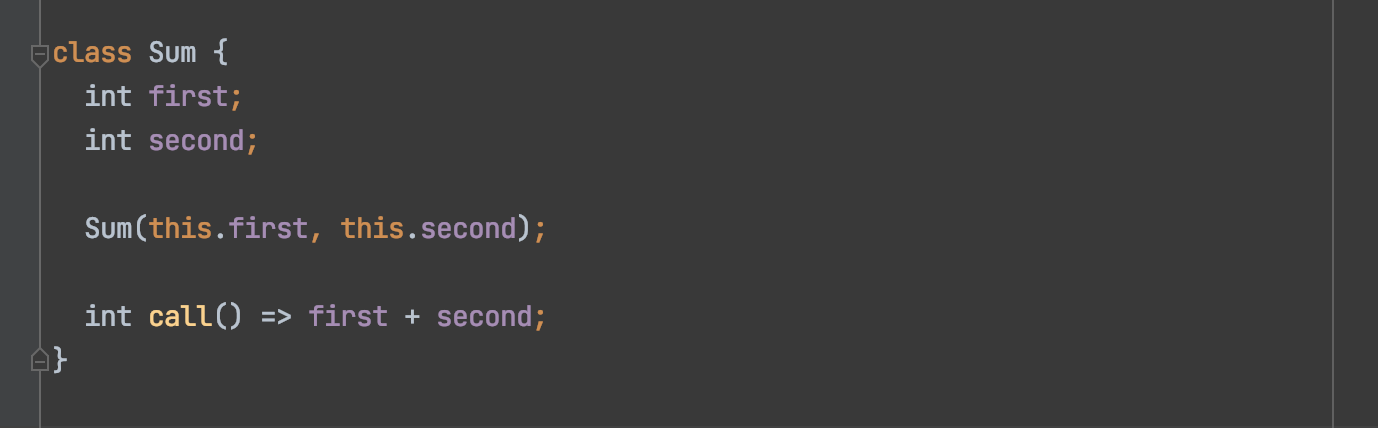 class Sum {
  int first;
  int second;

  Sum(this.first, this.second);

  int call() => first + second;
}